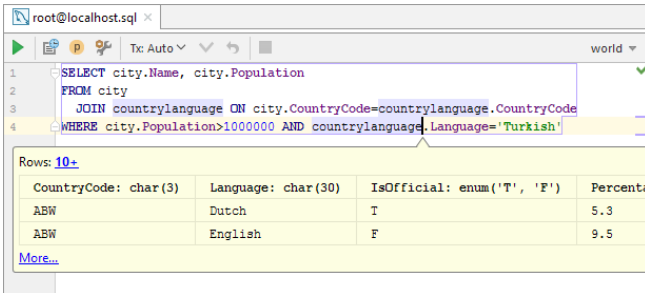 root@localhost.sql
Tx: Auto
world
1 SELECT city.Name, city.Population
2 FROM city
3 JOIN countrylanguage ON city.CountryCode=countrylanguage.CountryCode
4 WHERE city.Population>1000000 AND countrylanguage.Language='Turkish'
Rows: 10+
CountryCode: char(3) Language: char(30) IsOfficial: enum('T', 'F') Percenta
ABW Dutch T 5.3
ABW English F 9.5
More...